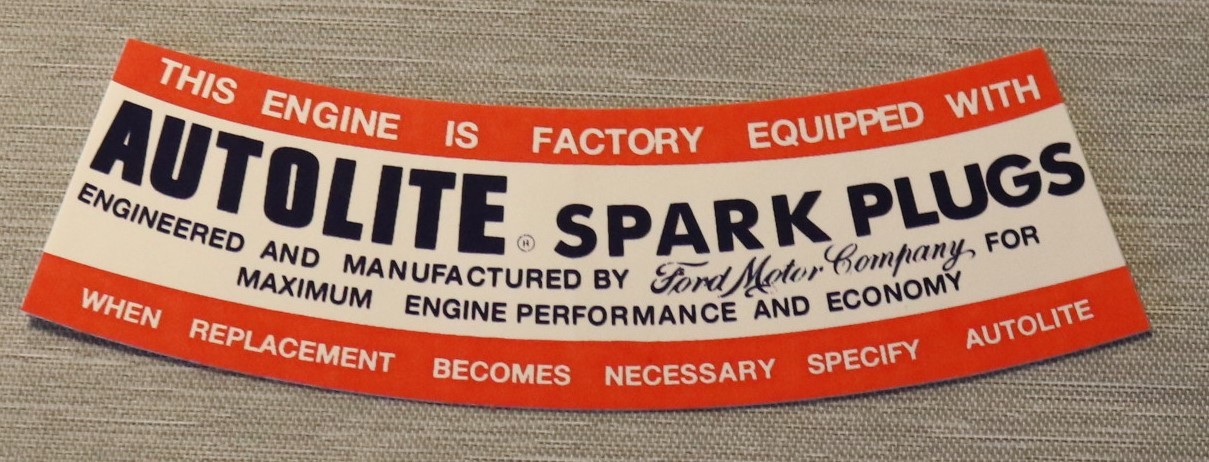 THIS ENGINE IS FACTORY EQUIPPED WITH
AUTOLITE ® SPARK PLUGS
ENGINEERED AND MANUFACTURED BY Ford Motor Company FOR
MAXIMUM ENGINE PERFORMANCE AND ECONOMY
WHEN REPLACEMENT BECOMES NECESSARY SPECIFY AUTOLITE